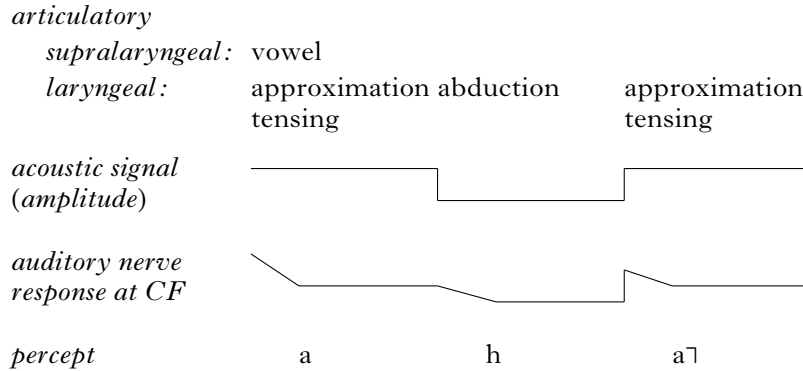 articulatory
supralaryngeal: vowel
laryngeal: approximation abduction approximation
tensing tensing
acoustic signal
(amplitude)
auditory nerve
response at CF
percept a h a˥